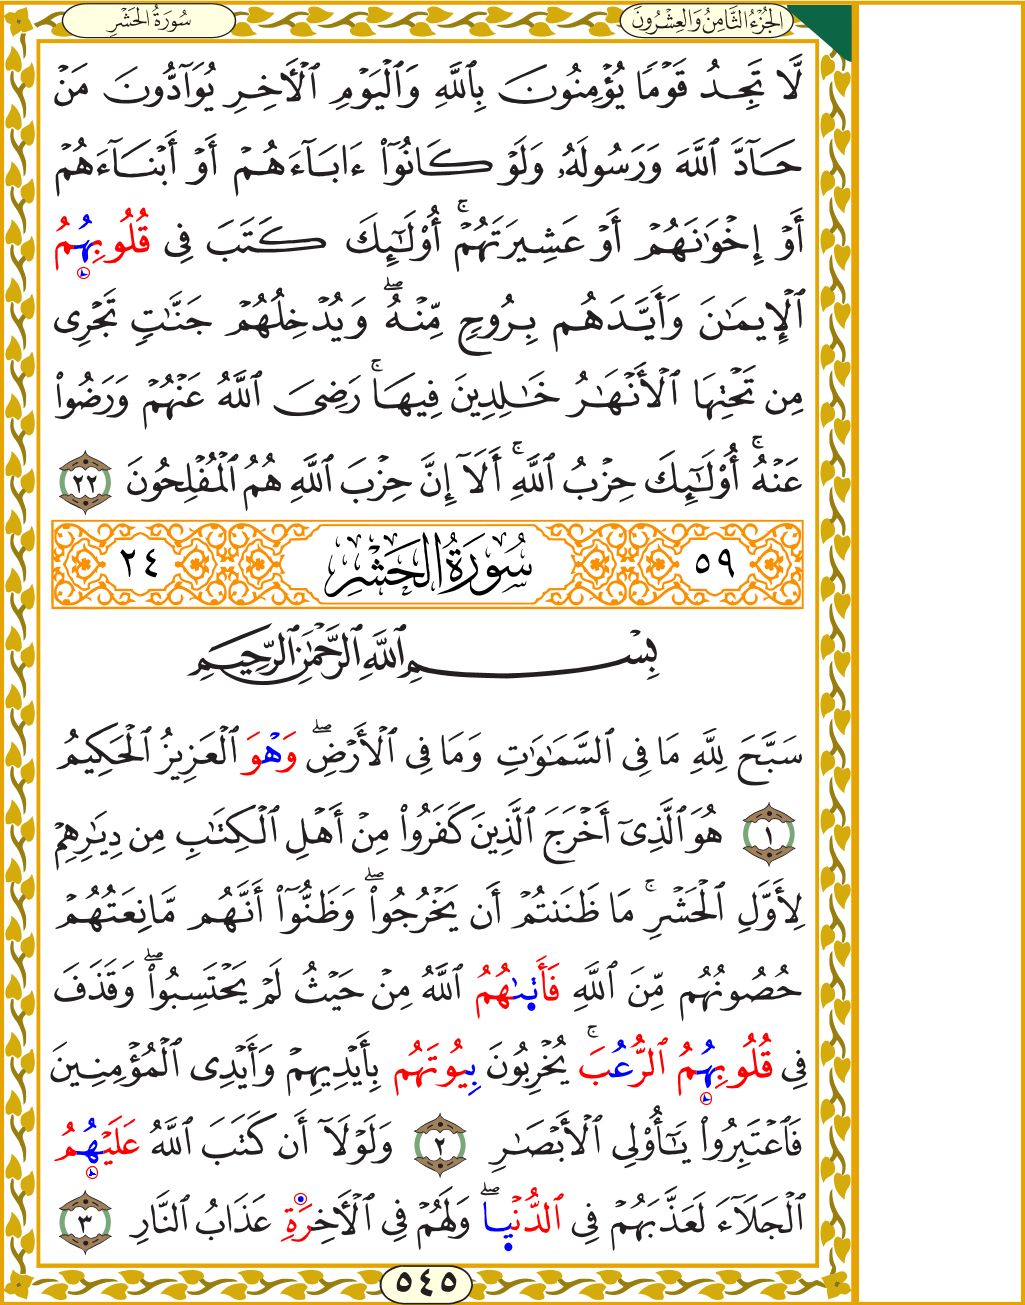 الجُزْءُ الثَّامِنُ وَالعِشْرُونَ
سُورَةُ الحَشْرِ
لَّا تَجِدُ قَوْمًا يُؤْمِنُونَ بِٱللَّهِ وَٱلْيَوْمِ ٱلْأَخِرِ يُوَآدُّونَ مَنْ
حَآدَّ ٱللَّهَ وَرَسُولَهُۥ وَلَوْ كَانُوٓا۟ ءَابَآءَهُمْ أَوْ أَبْنَآءَهُمْ
أَوْ إِخْوَٰنَهُمْ أَوْ عَشِيرَتَهُمْ ۚ أُو۟لَـٰٓئِكَ كَتَبَ فِى قُلُوبِهُمُ
ٱلْإِيمَـٰنَ وَأَيَّدَهُم بِرُوحٍ مِّنْهُ ۖ وَيُدْخِلُهُمْ جَنَّـٰتٍ تَجْرِى
مِن تَحْتِهَا ٱلْأَنْهَـٰرُ خَـٰلِدِينَ فِيهَا ۚ رَضِىَ ٱللَّهُ عَنْهُمْ وَرَضُوا۟
عَنْهُ ۚ أُو۟لَـٰٓئِكَ حِزْبُ ٱللَّهِ ۚ أَلَآ إِنَّ حِزْبَ ٱللَّهِ هُمُ ٱلْمُفْلِحُونَ ٢٢
٥٩ سُورَةُ الحَشْرِ ٢٤
بِسْمِ ٱللَّهِ ٱلرَّحْمَـٰنِ ٱلرَّحِيمِ
سَبَّحَ لِلَّهِ مَا فِى ٱلسَّمَـٰوَٰتِ وَمَا فِى ٱلْأَرْضِ ۖ وَهْوَ ٱلْعَزِيزُ ٱلْحَكِيمُ
١ هُوَ ٱلَّذِىٓ أَخْرَجَ ٱلَّذِينَ كَفَرُوا۟ مِنْ أَهْلِ ٱلْكِتَـٰبِ مِن دِيَـٰرِهِمْ
لِأَوَّلِ ٱلْحَشْرِ ۚ مَا ظَنَنتُمْ أَن يَخْرُجُوا۟ ۖ وَظَنُّوٓا۟ أَنَّهُم مَّانِعَتُهُمْ
حُصُونُهُم مِّنَ ٱللَّهِ فَأَتَىٰهُمُ ٱللَّهُ مِنْ حَيْثُ لَمْ يَحْتَسِبُوا۟ ۖ وَقَذَفَ
فِى قُلُوبِهُمُ ٱلرُّعُبَ ۚ يُخْرِبُونَ بِيُوتَهُم بِأَيْدِيهِمْ وَأَيْدِى ٱلْمُؤْمِنِينَ
فَٱعْتَبِرُوا۟ يَـٰٓأُو۟لِى ٱلْأَبْصَـٰرِ ٢ وَلَوْلَآ أَن كَتَبَ ٱللَّهُ عَلَيْهُمُ
ٱلْجَلَآءَ لَعَذَّبَهُمْ فِى ٱلدُّنْيَا ۖ وَلَهُمْ فِى ٱلْأَخِرَةِ عَذَابُ ٱلنَّارِ ٣
٥٤٥